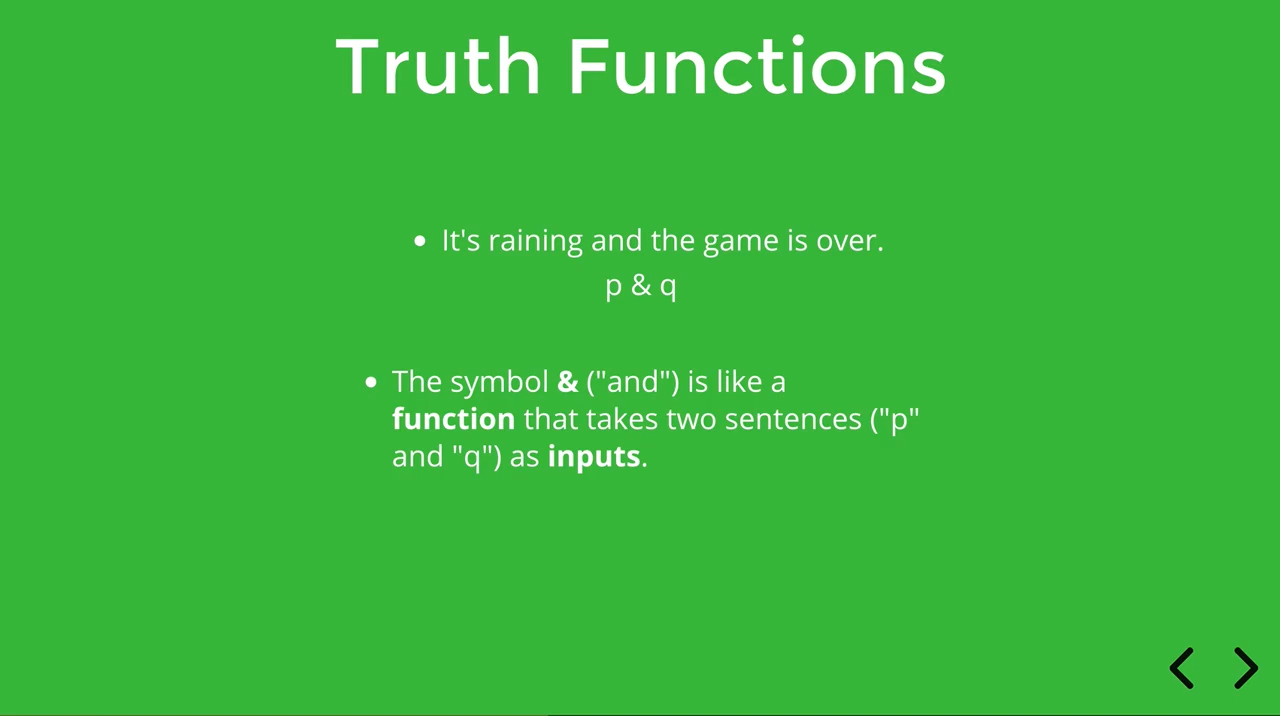 Truth Functions
• It's raining and the game is over.
p & q
• The symbol & ("and") is like a
function that takes two sentences ("p"
and "q") as inputs.